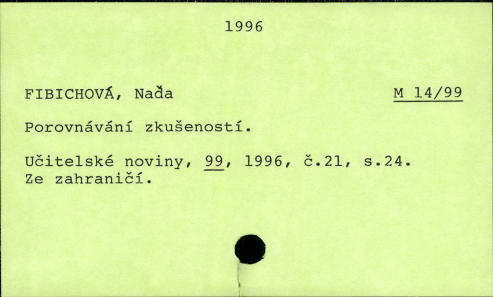 1996
FIBICHOVÁ, Naďa M 14/99
Porovnávání zkušeností.
Učitelské noviny, 99, 1996, č.21, s.24.
Ze zahraničí.